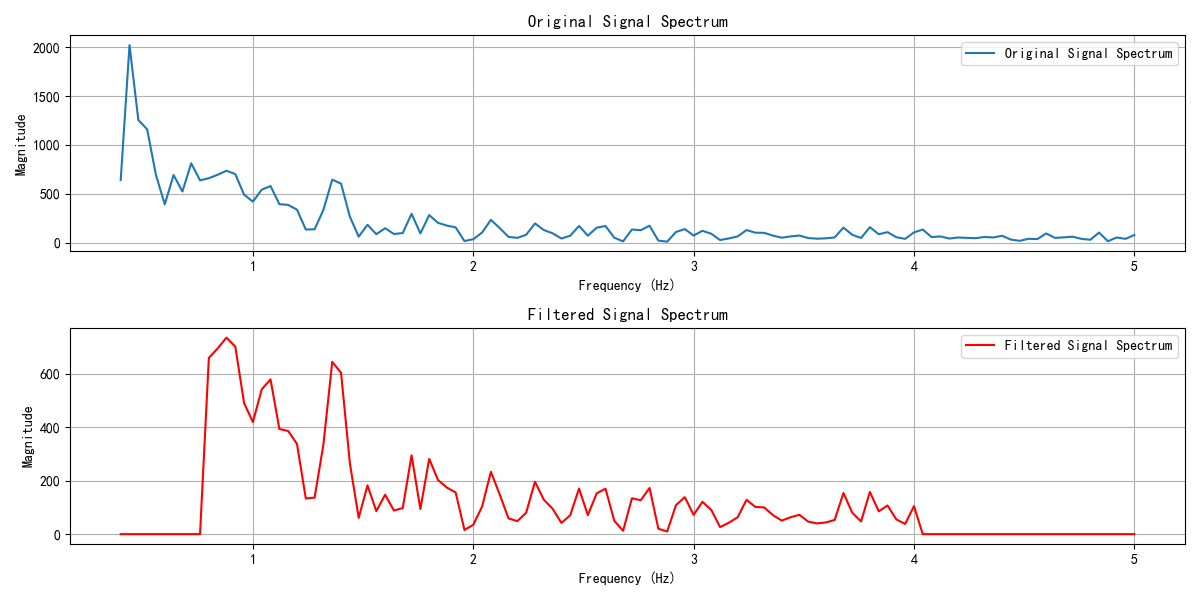 Original Signal Spectrum
Original Signal Spectrum
Magnitude
2000
1500
1000
500
0
1 2 3 4 5
Frequency (Hz)
Filtered Signal Spectrum
Filtered Signal Spectrum
Magnitude
600
400
200
0
1 2 3 4 5
Frequency (Hz)